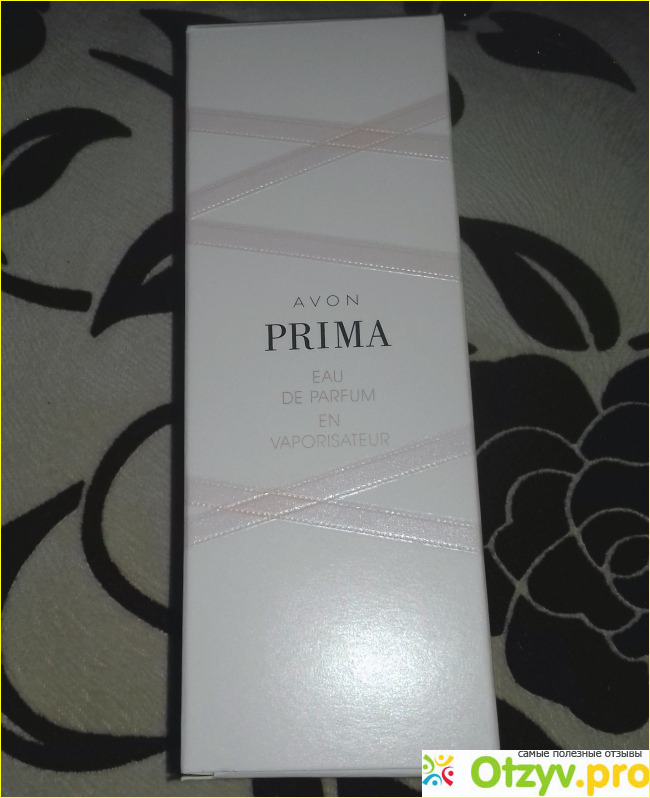 AVON
PRIMA
EAU
DE PARFUM
EN
VAPORISATEUR
самые полезные отзывы
Otzyv.pro